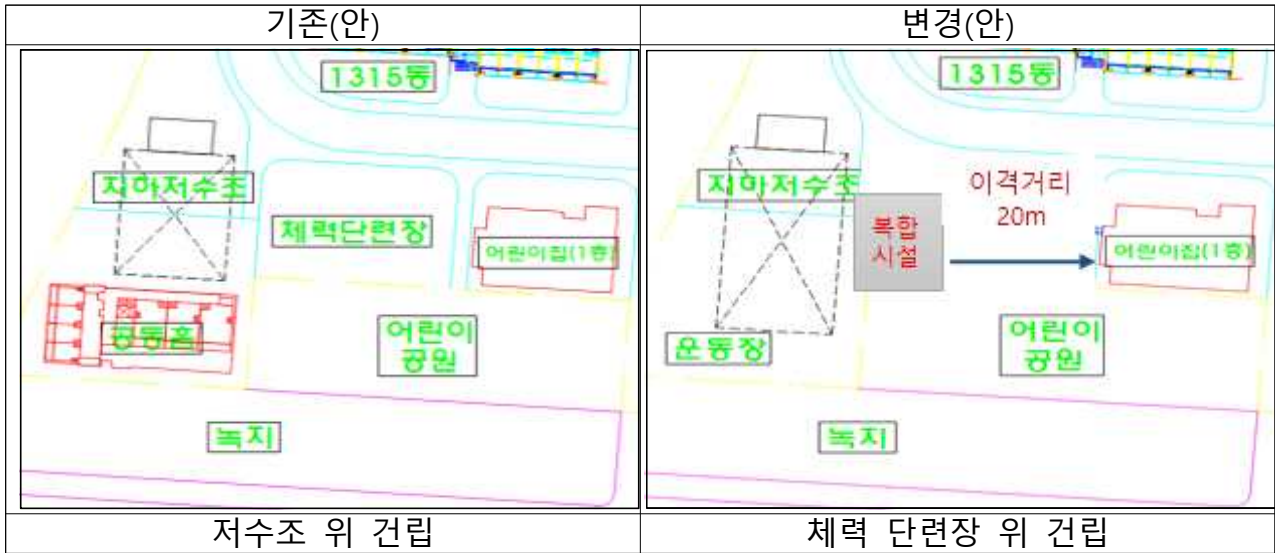 기존(안)
변경(안)
1315동
지하저수조
체력단련장
어린이집(1층)
공동홈
어린이
공원
녹지
1315동
지하저수조
복합
시설
이격거리
20m
어린이집(1층)
운동장
어린이
공원
녹지
저수조 위 건립
체력 단련장 위 건립